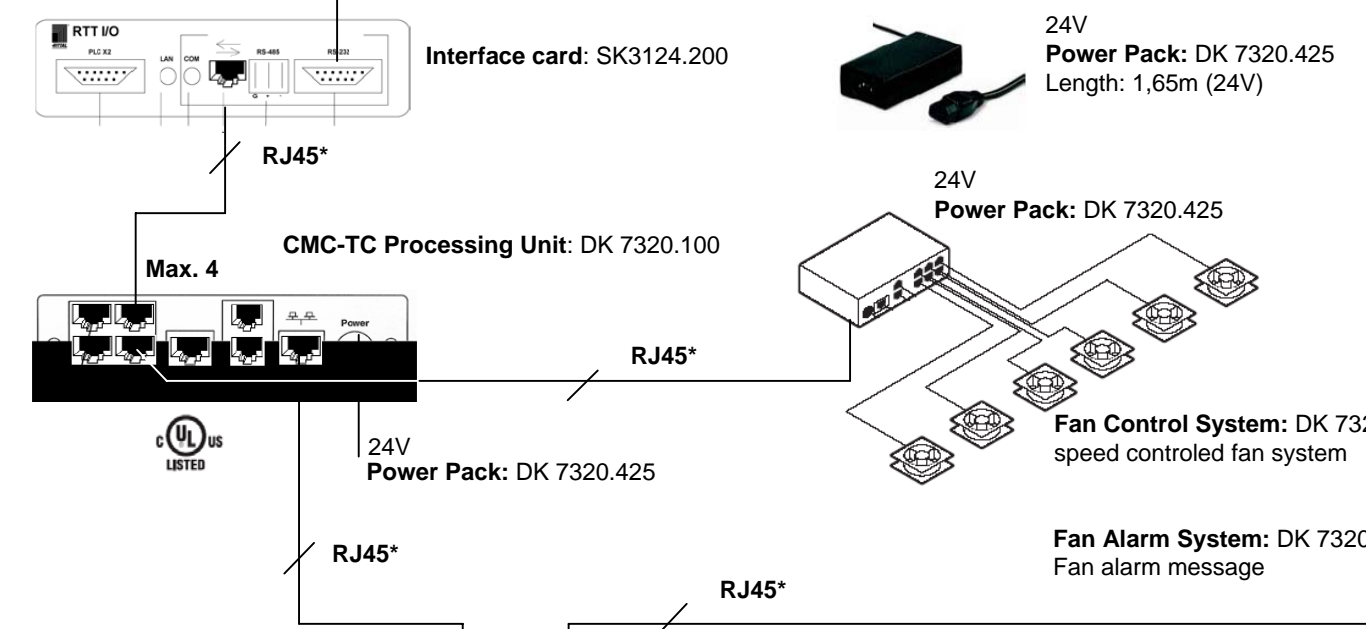 RTT I/O
RITTAL
PLC X2
LAN
COM
RS-485
RS-232
G + -
Interface card: SK3124.200
24V
Power Pack: DK 7320.425
Length: 1,65m (24V)
RJ45*
24V
Power Pack: DK 7320.425
CMC-TC Processing Unit: DK 7320.100
Max. 4
Power
RJ45*
C UL US
LISTED
24V
Power Pack: DK 7320.425
Fan Control System: DK 732
speed controled fan system
RJ45*
Fan Alarm System: DK 7320
Fan alarm message
RJ45*